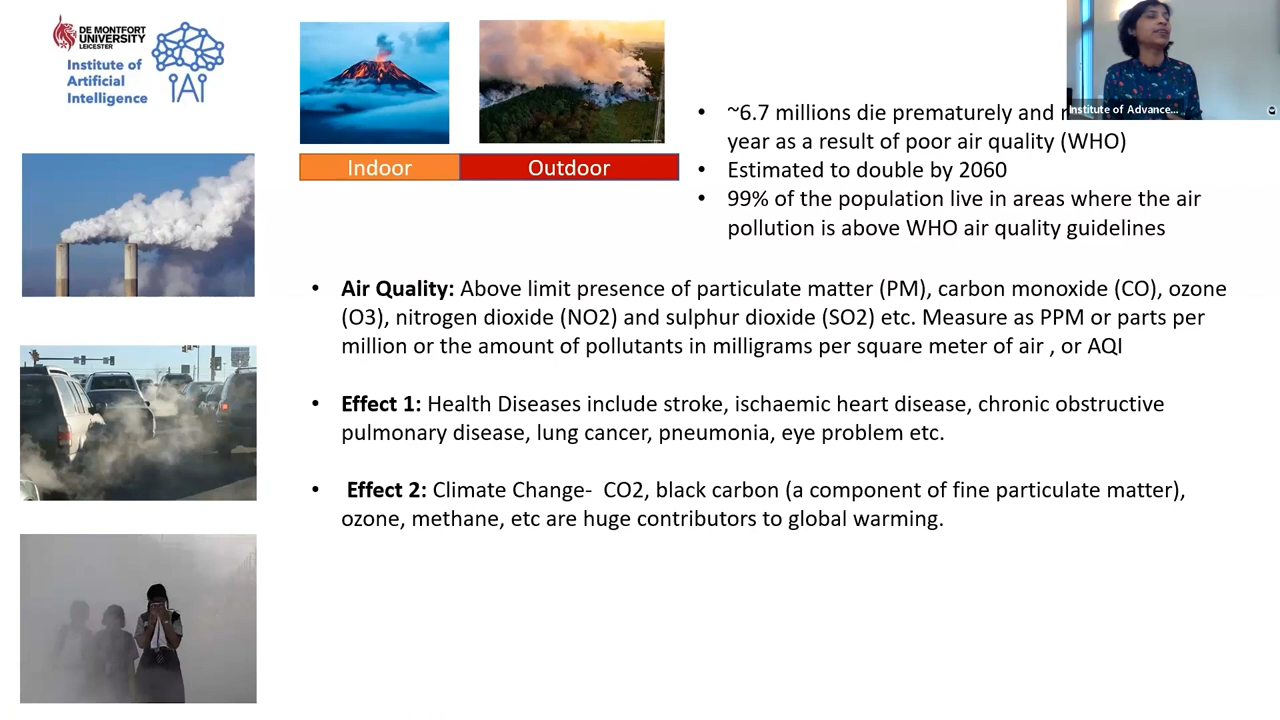 DE MONTFORT
UNIVERSITY
LEICESTER
Institute of
Artificial
Intelligence
IAI
Indoor
Outdoor
• ~6.7 millions die prematurely and
year as a result of poor air quality (WHO)
• Estimated to double by 2060
• 99% of the population live in areas where the air
pollution is above WHO air quality guidelines
Institute of Advance...
• Air Quality: Above limit presence of particulate matter (PM), carbon monoxide (CO), ozone
(O3), nitrogen dioxide (NO2) and sulphur dioxide (SO2) etc. Measure as PPM or parts per
million or the amount of pollutants in milligrams per square meter of air , or AQI
• Effect 1: Health Diseases include stroke, ischaemic heart disease, chronic obstructive
pulmonary disease, lung cancer, pneumonia, eye problem etc.
• Effect 2: Climate Change- CO2, black carbon (a component of fine particulate matter),
ozone, methane, etc are huge contributors to global warming.